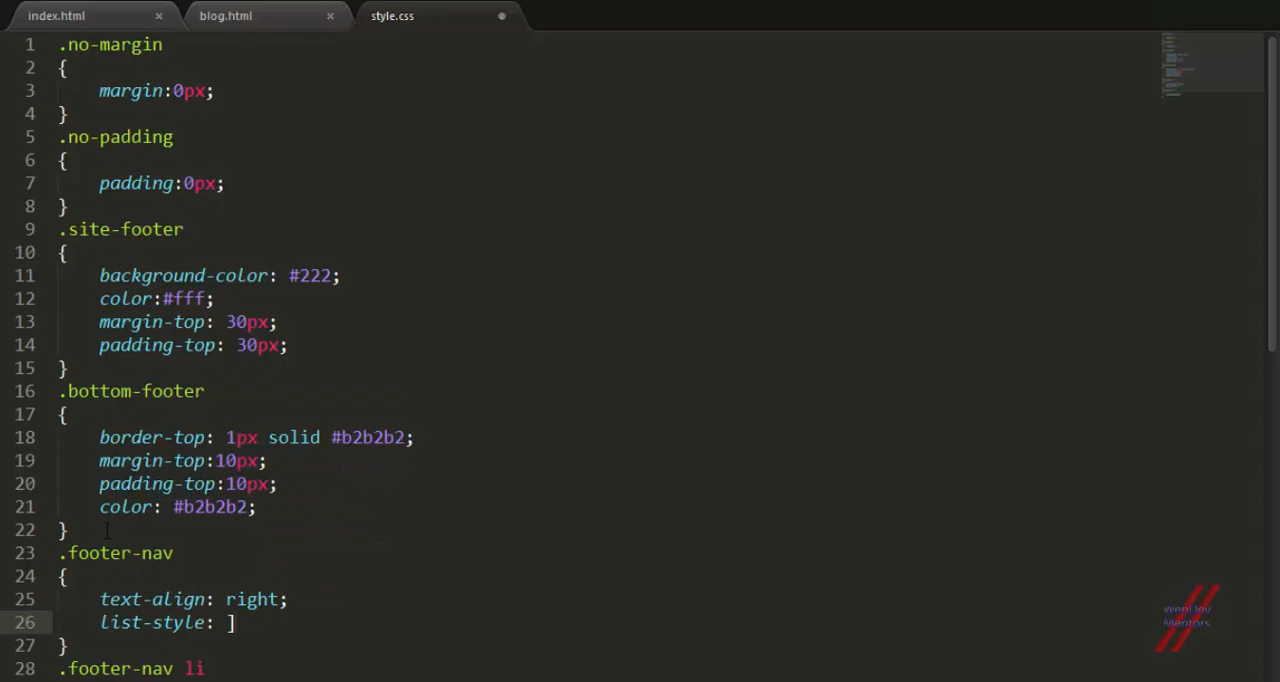 index.html × blog.html × style.css
1 .no-margin
2 {
3 margin:0px;
4 }
5 .no-padding
6 {
7 padding:0px;
8 }
9 .site-footer
10 {
11 background-color: #222;
12 color:#fff;
13 margin-top: 30px;
14 padding-top: 30px;
15 }
16 .bottom-footer
17 {
18 border-top: 1px solid #b2b2b2;
19 margin-top:10px;
20 padding-top:10px;
21 color: #b2b2b2;
22 }
23 .footer-nav
24 {
25 text-align: right;
26 list-style: ]
27 }
28 .footer-nav li
WebDev
Mentors